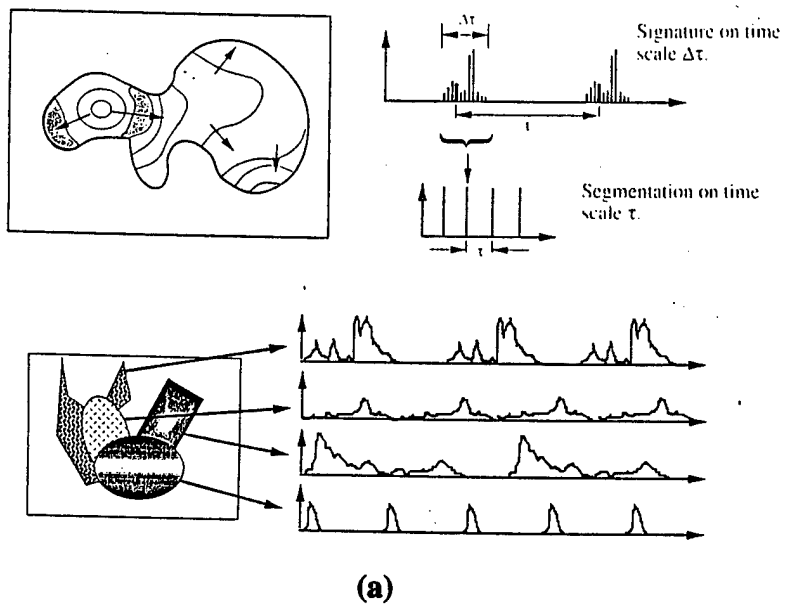 Δτ
Signature on time
scale Δτ.
Segmentation on time
scale τ.
τ
(a)